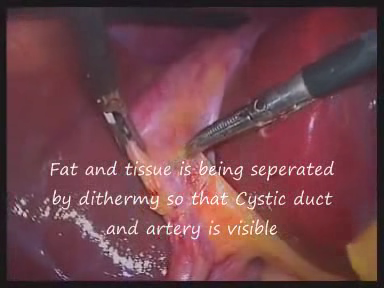 Fat and tissue is being seperated
by dithermy so that Cystic duct
and artery is visible